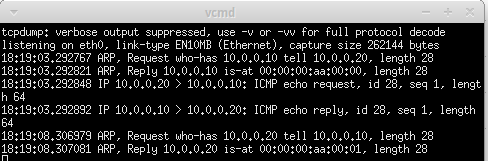 vcmd
tcpdump: verbose output suppressed, use -v or -vv for full protocol decode
listening on eth0, link-type EN10MB (Ethernet), capture size 262144 bytes
18:19:03.292767 ARP, Request who-has 10.0.0.10 tell 10.0.0.20, length 28
18:19:03.292821 ARP, Reply 10.0.0.10 is-at 00:00:00:aa:00:00, length 28
18:19:03.292848 IP 10.0.0.20 > 10.0.0.10: ICMP echo request, id 28, seq 1, lengt
h 64
18:19:03.292892 IP 10.0.0.10 > 10.0.0.20: ICMP echo reply, id 28, seq 1, length
64
18:19:08.306979 ARP, Request who-has 10.0.0.20 tell 10.0.0.10, length 28
18:19:08.307081 ARP, Reply 10.0.0.20 is-at 00:00:00:aa:00:01, length 28